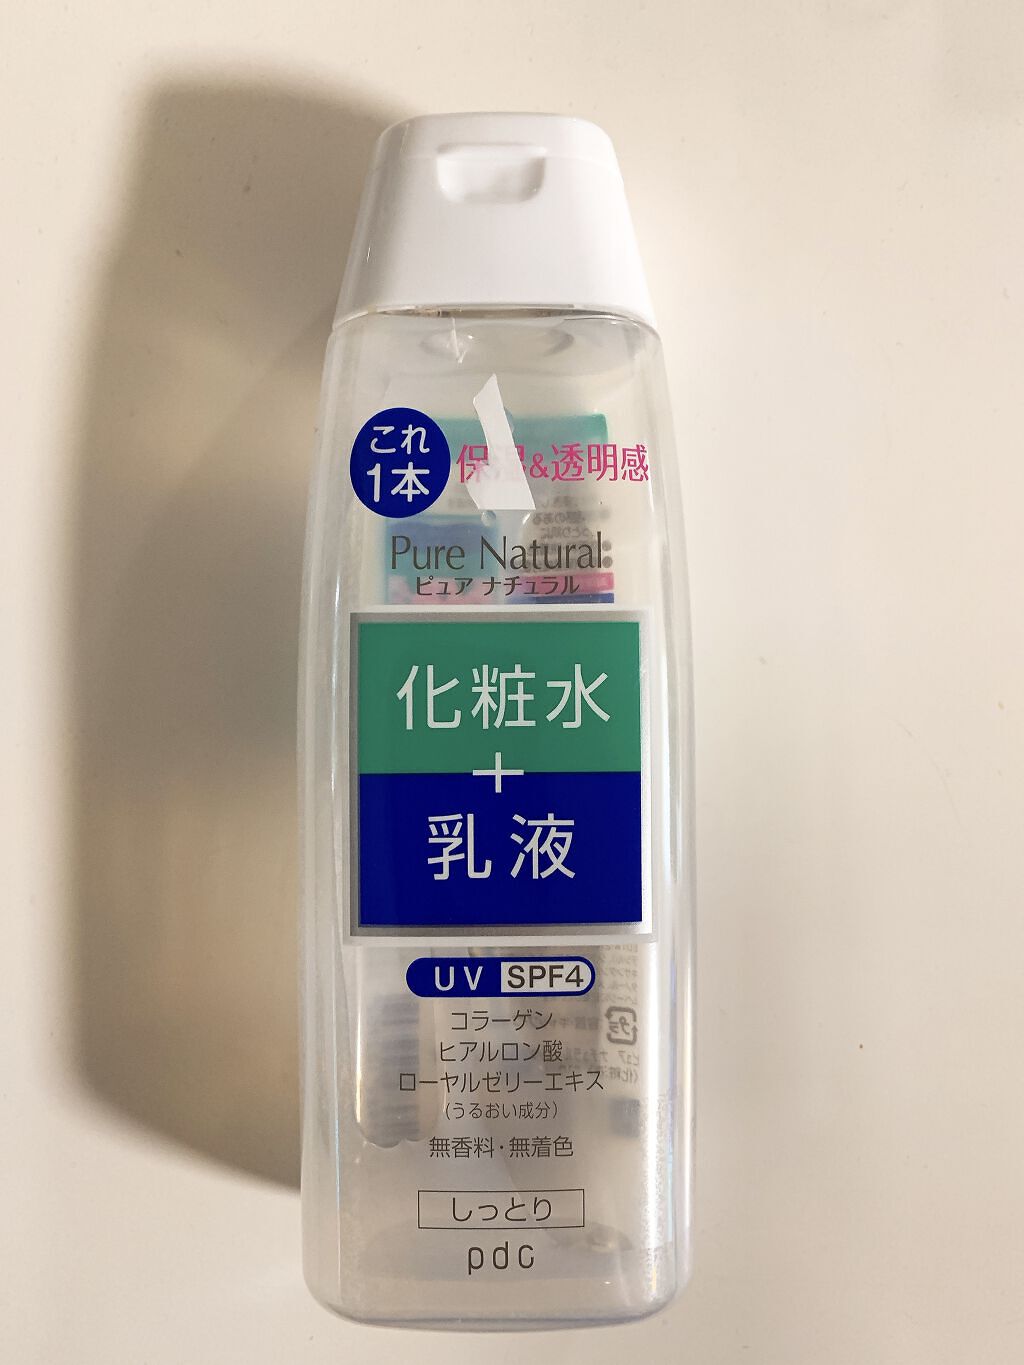 これ
1本
保湿&透明感
Pure Natural
ピュア ナチュラル
化粧水
+
乳液
UV SPF4
コラーゲン
ヒアルロン酸
ローヤルゼリーエキス
(うるおい成分)
無香料・無着色
しっとり
pdc